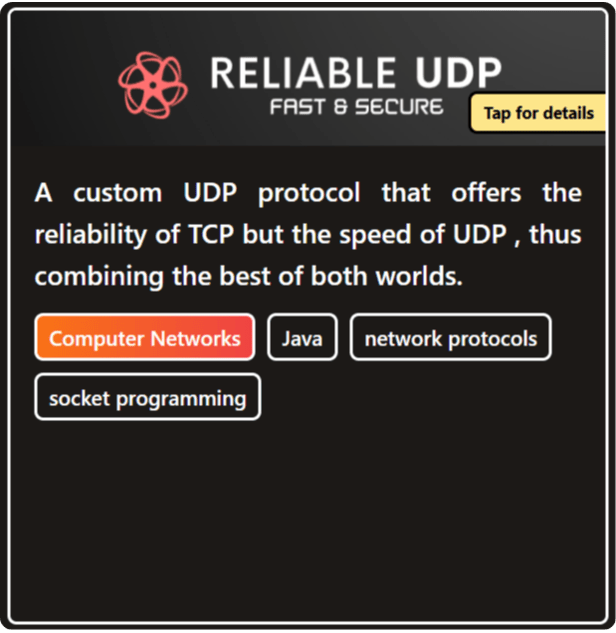 RELIABLE UDP
FAST & SECURE
Tap for details
A custom UDP protocol that offers the
reliability of TCP but the speed of UDP , thus
combining the best of both worlds.
Computer Networks
Java
network protocols
socket programming